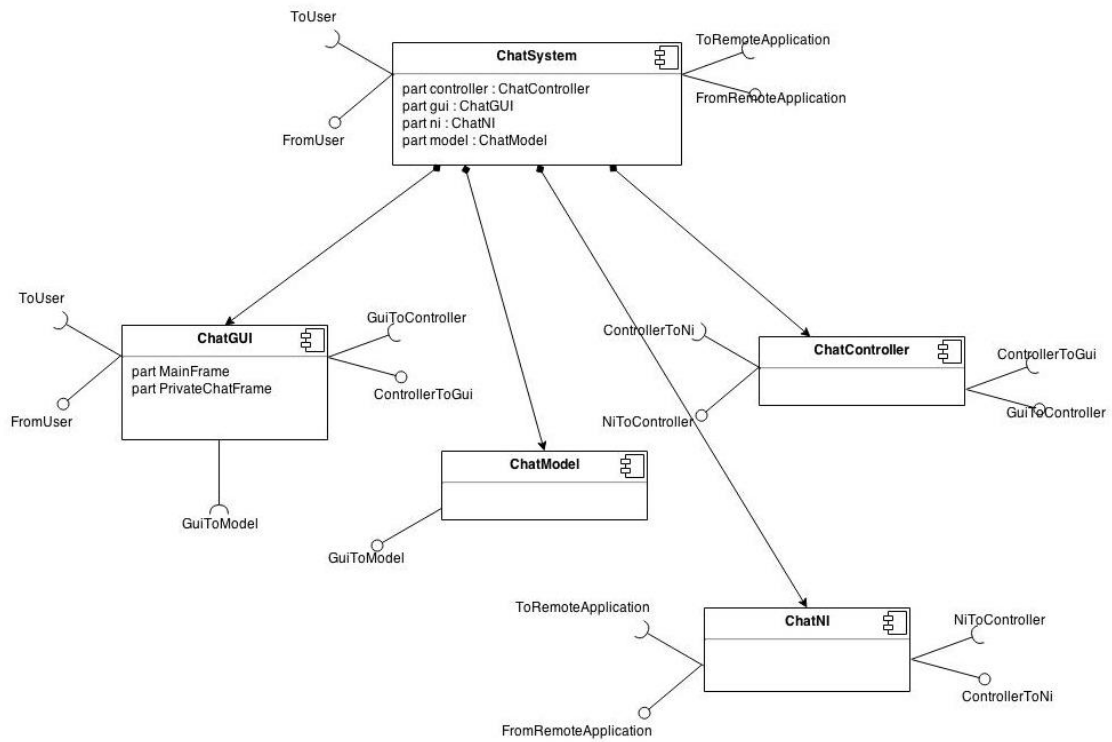 ToUser
ChatSystem
ToRemoteApplication
part controller : ChatController
part gui : ChatGUI
part ni : ChatNI
part model : ChatModel
FromRemoteApplication
FromUser
ToUser
GuiToController
ChatGUI
part MainFrame
part PrivateChatFrame
ControllerToGui
FromUser
GuiToModel
ControllerToNi
ChatController
ControllerToGui
NiToController
GuiToController
ChatModel
GuiToModel
ToRemoteApplication
ChatNI
NiToController
ControllerToNi
FromRemoteApplication